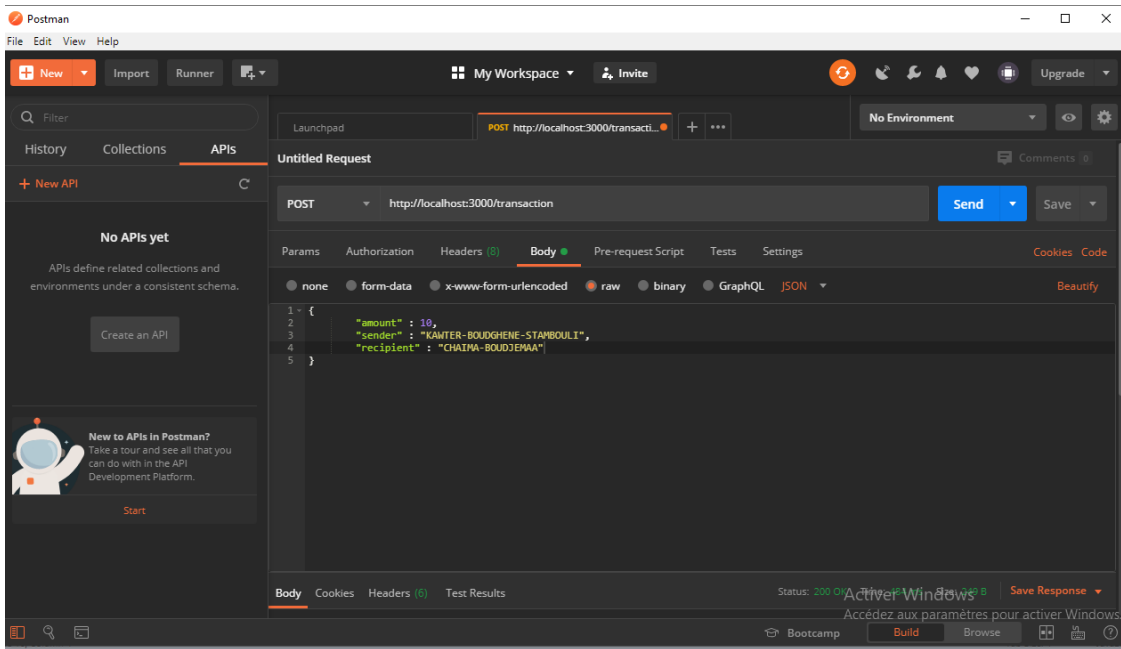 Postman
File Edit View Help
New Import Runner
My Workspace Invite
Upgrade
Filter
History Collections APIs
+ New API
No APIs yet
APIs define related collections and
environments under a consistent schema.
Create an API
New to APIs in Postman?
Take a tour and see all that you
can do with in the API
Development Platform.
Start
Launchpad
POST http://localhost:3000/transacti...
+ •••
No Environment
Untitled Request
Comments 0
POST http://localhost:3000/transaction
Send Save
Params Authorization Headers (8) Body Pre-request Script Tests Settings
Cookies Code
none form-data x-www-form-urlencoded raw binary GraphQL JSON
Beautify
1 {
2 "amount" : 10,
3 "sender" : "KAWTER-BOUDGHENE-STAMBOULI",
4 "recipient" : "CHAIMA-BOUDJEMAA"
5 }
Body Cookies Headers (6) Test Results
Status: 200 OK
Save Response
Activer Windows
Accédez aux paramètres pour activer Windows.
Bootcamp Build Browse